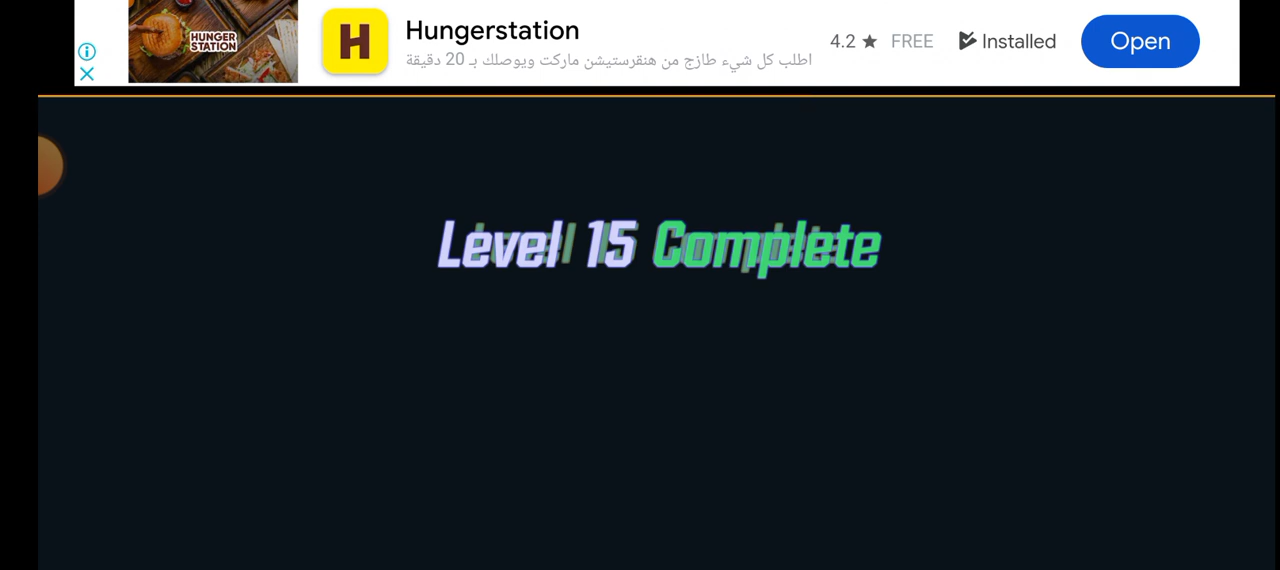 HUNGER
STATION
H
Hungerstation
اطلب كل شيء طازج من هنقرستيشن ماركت ويوصلك بـ 20 دقيقة
4.2 ★ FREE Installed
Open
Level 15 Complete